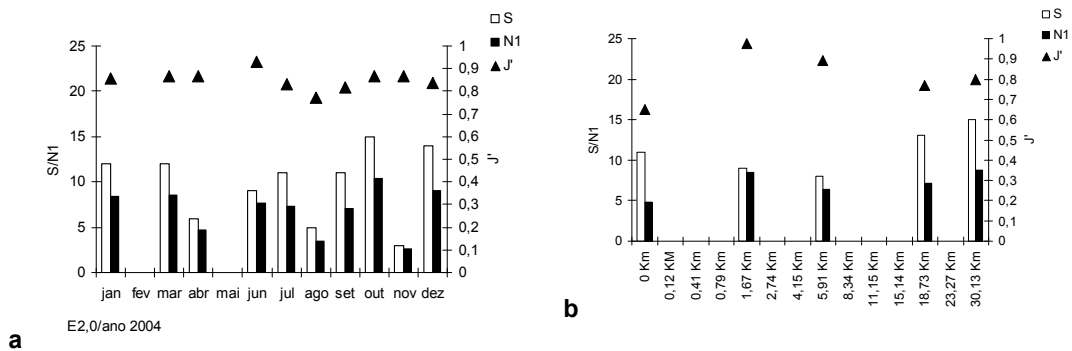 S
N1
J'
25
20
15
10
5
0
S/N1
1
0,9
0,8
0,7
0,6
0,5
0,4
0,3
0,2
0,1
0
J'
jan fev mar abr mai jun jul ago set out nov dez
E2,0/ano 2004
a
S
N1
J'
25
20
15
10
5
0
S/N1
1
0,9
0,8
0,7
0,6
0,5
0,4
0,3
0,2
0,1
0
J'
0 Km
0,12 KM
0,41 Km
0,79 Km
1,67 Km
2,74 Km
4,15 Km
5,91 Km
8,34 Km
11,15 Km
15,14 Km
18,73 Km
23,27 Km
30,13 Km
b